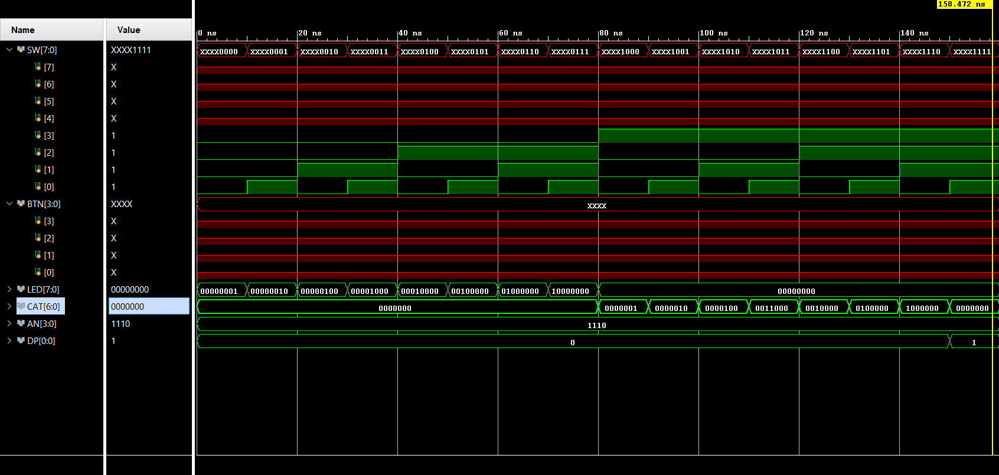 158.472 ns
Name Value
0 ns 20 ns 40 ns 60 ns 80 ns 100 ns 120 ns 140 ns
SW[7:0] XXXX1111 XXXX0000 XXXX0001 XXXX0010 XXXX0011 XXXX0100 XXXX0101 XXXX0110 XXXX0111 XXXX1000 XXXX1001 XXXX1010 XXXX1011 XXXX1100 XXXX1101 XXXX1110 XXXX1111
[7] X
[6] X
[5] X
[4] X
[3] 1
[2] 1
[1] 1
[0] 1
BTN[3:0] XXXX XXXX
[3] X
[2] X
[1] X
[0] X
LED[7:0] 00000000 00000001 00000010 00000100 00001000 00010000 00100000 01000000 10000000 00000000
CAT[6:0] 0000000 0000000 0000001 0000010 0000100 0011000 0010000 0100000 1000000 0000000
AN[3:0] 1110 1110
DP[0:0] 1 0 1